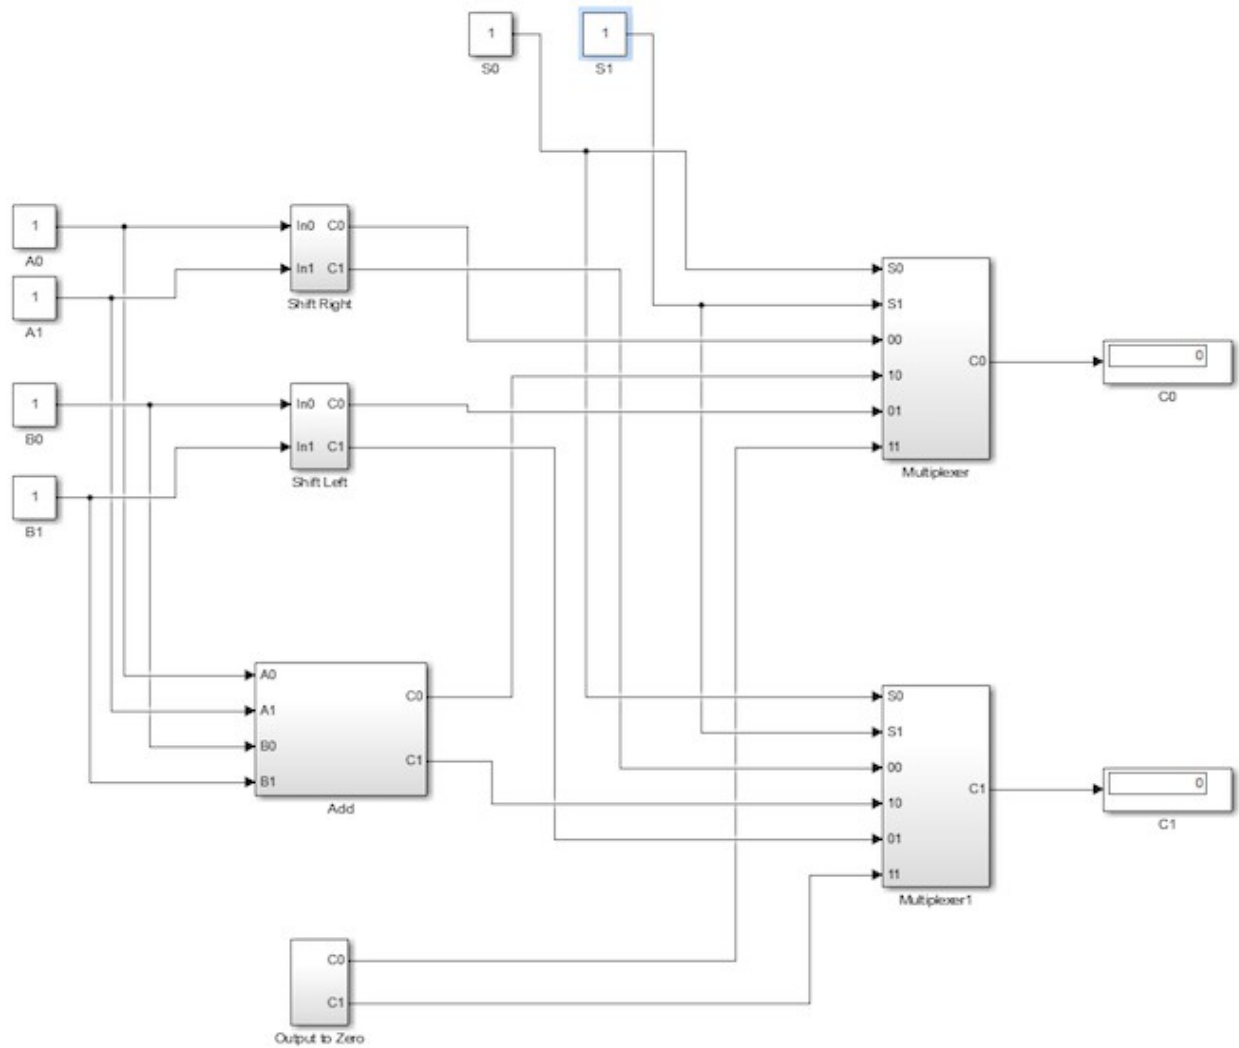 1
S0
1
S1
1
A0
1
A1
1
B0
1
B1
In0 C0
In1 C1
Shift Right
In0 C0
In1 C1
Shift Left
S0
S1
00
10
01
11
C0
Multiplexer
0
C0
A0
A1
B0
B1
C0
C1
Add
S0
S1
00
10
01
11
C1
Multiplexer1
0
C1
C0
C1
Output to Zero